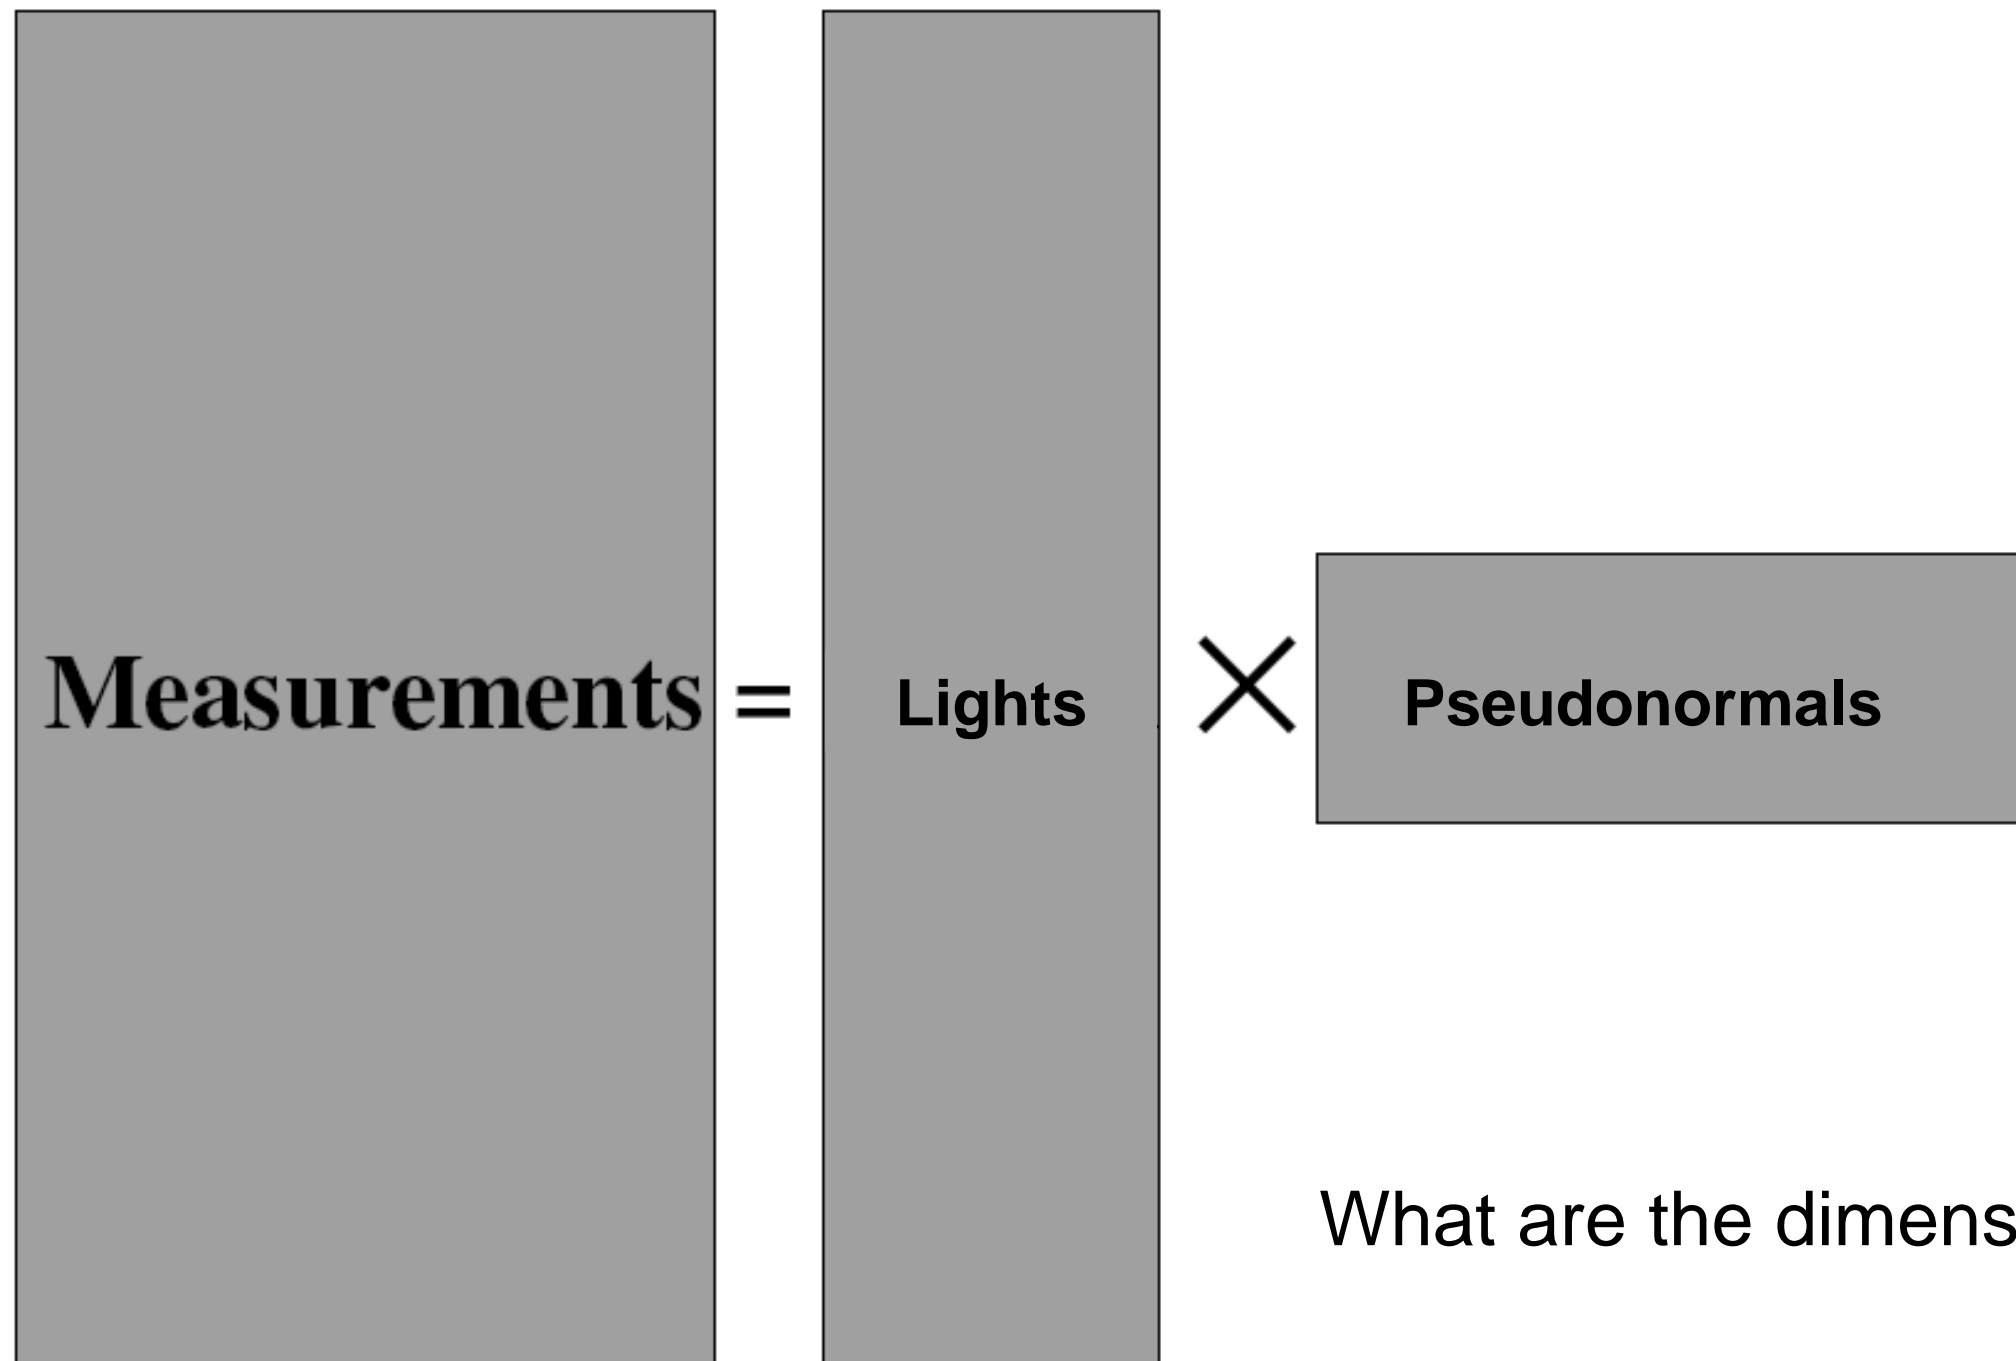 Measurements = Lights × Pseudonormals
What are the dimens